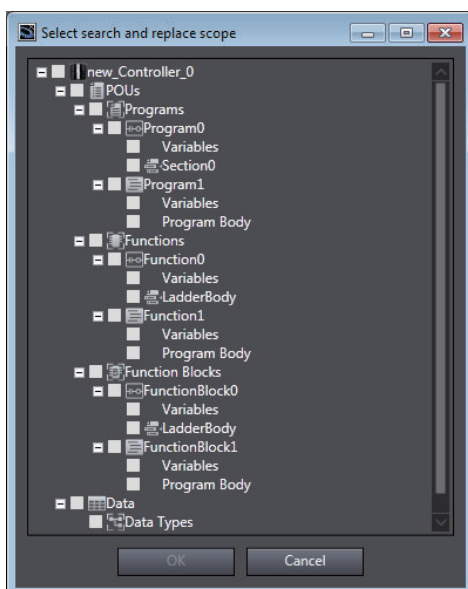 Select search and replace scope
new_Controller_0
POUs
Programs
Program0
Variables
Section0
Program1
Variables
Program Body
Functions
Function0
Variables
LadderBody
Function1
Variables
Program Body
Function Blocks
FunctionBlock0
Variables
LadderBody
FunctionBlock1
Variables
Program Body
Data
Data Types
OK Cancel